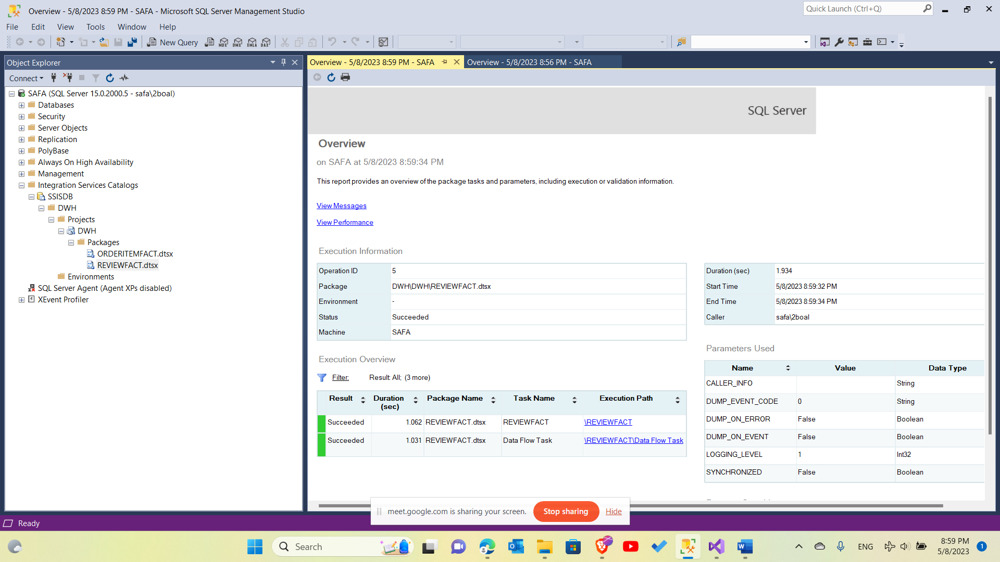 Overview - 5/8/2023 8:59 PM - SAFA - Microsoft SQL Server Management Studio
Quick Launch (Ctrl+Q)
File Edit View Tools Window Help
New Query MDX DMX XMLA DAX
Object Explorer
Connect
SAFA (SQL Server 15.0.2000.5 - safa\2boal)
Databases
Security
Server Objects
Replication
PolyBase
Always On High Availability
Management
Integration Services Catalogs
SSISDB
DWH
Projects
DWH
Packages
ORDERITEMFACT.dtsx
REVIEWFACT.dtsx
Environments
SQL Server Agent (Agent XPs disabled)
XEvent Profiler
Overview - 5/8/2023 8:59 PM - SAFA
Overview - 5/8/2023 8:56 PM - SAFA
SQL Server
Overview
on SAFA at 5/8/2023 8:59:34 PM
This report provides an overview of the package tasks and parameters, including execution or validation information.
View Messages
View Performance
Execution Information
Operation ID 5
Package DWH\DWH\REVIEWFACT.dtsx
Environment -
Status Succeeded
Machine SAFA
Duration (sec) 1.934
Start Time 5/8/2023 8:59:32 PM
End Time 5/8/2023 8:59:34 PM
Caller safa\2boal
Execution Overview
Filter: Result: All; (3 more)
Result Duration (sec) Package Name Task Name Execution Path
Succeeded 1.062 REVIEWFACT.dtsx REVIEWFACT \REVIEWFACT
Succeeded 1.031 REVIEWFACT.dtsx Data Flow Task \REVIEWFACT\Data Flow Task
Parameters Used
Name Value Data Type
CALLER_INFO String
DUMP_EVENT_CODE 0 String
DUMP_ON_ERROR False Boolean
DUMP_ON_EVENT False Boolean
LOGGING_LEVEL 1 Int32
SYNCHRONIZED False Boolean
meet.google.com is sharing your screen. Stop sharing Hide
Ready
Search
ENG
8:59 PM
5/8/2023
1